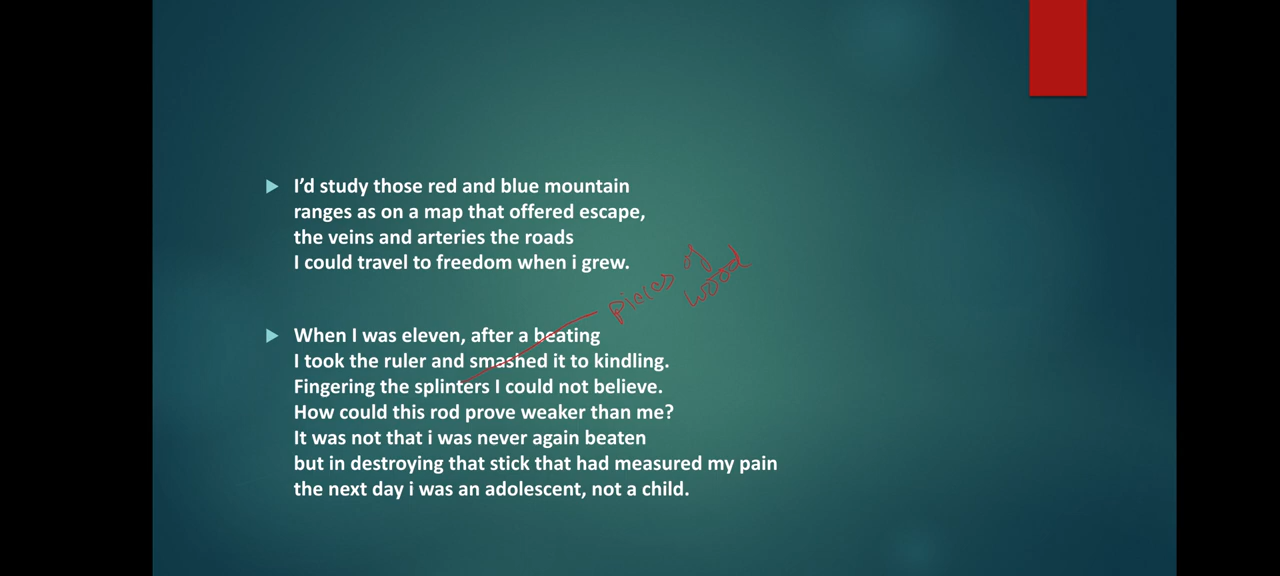 I'd study those red and blue mountain
ranges as on a map that offered escape,
the veins and arteries the roads
I could travel to freedom when i grew.
pieces of
wood
When I was eleven, after a beating
I took the ruler and smashed it to kindling.
Fingering the splinters I could not believe.
How could this rod prove weaker than me?
It was not that i was never again beaten
but in destroying that stick that had measured my pain
the next day i was an adolescent, not a child.